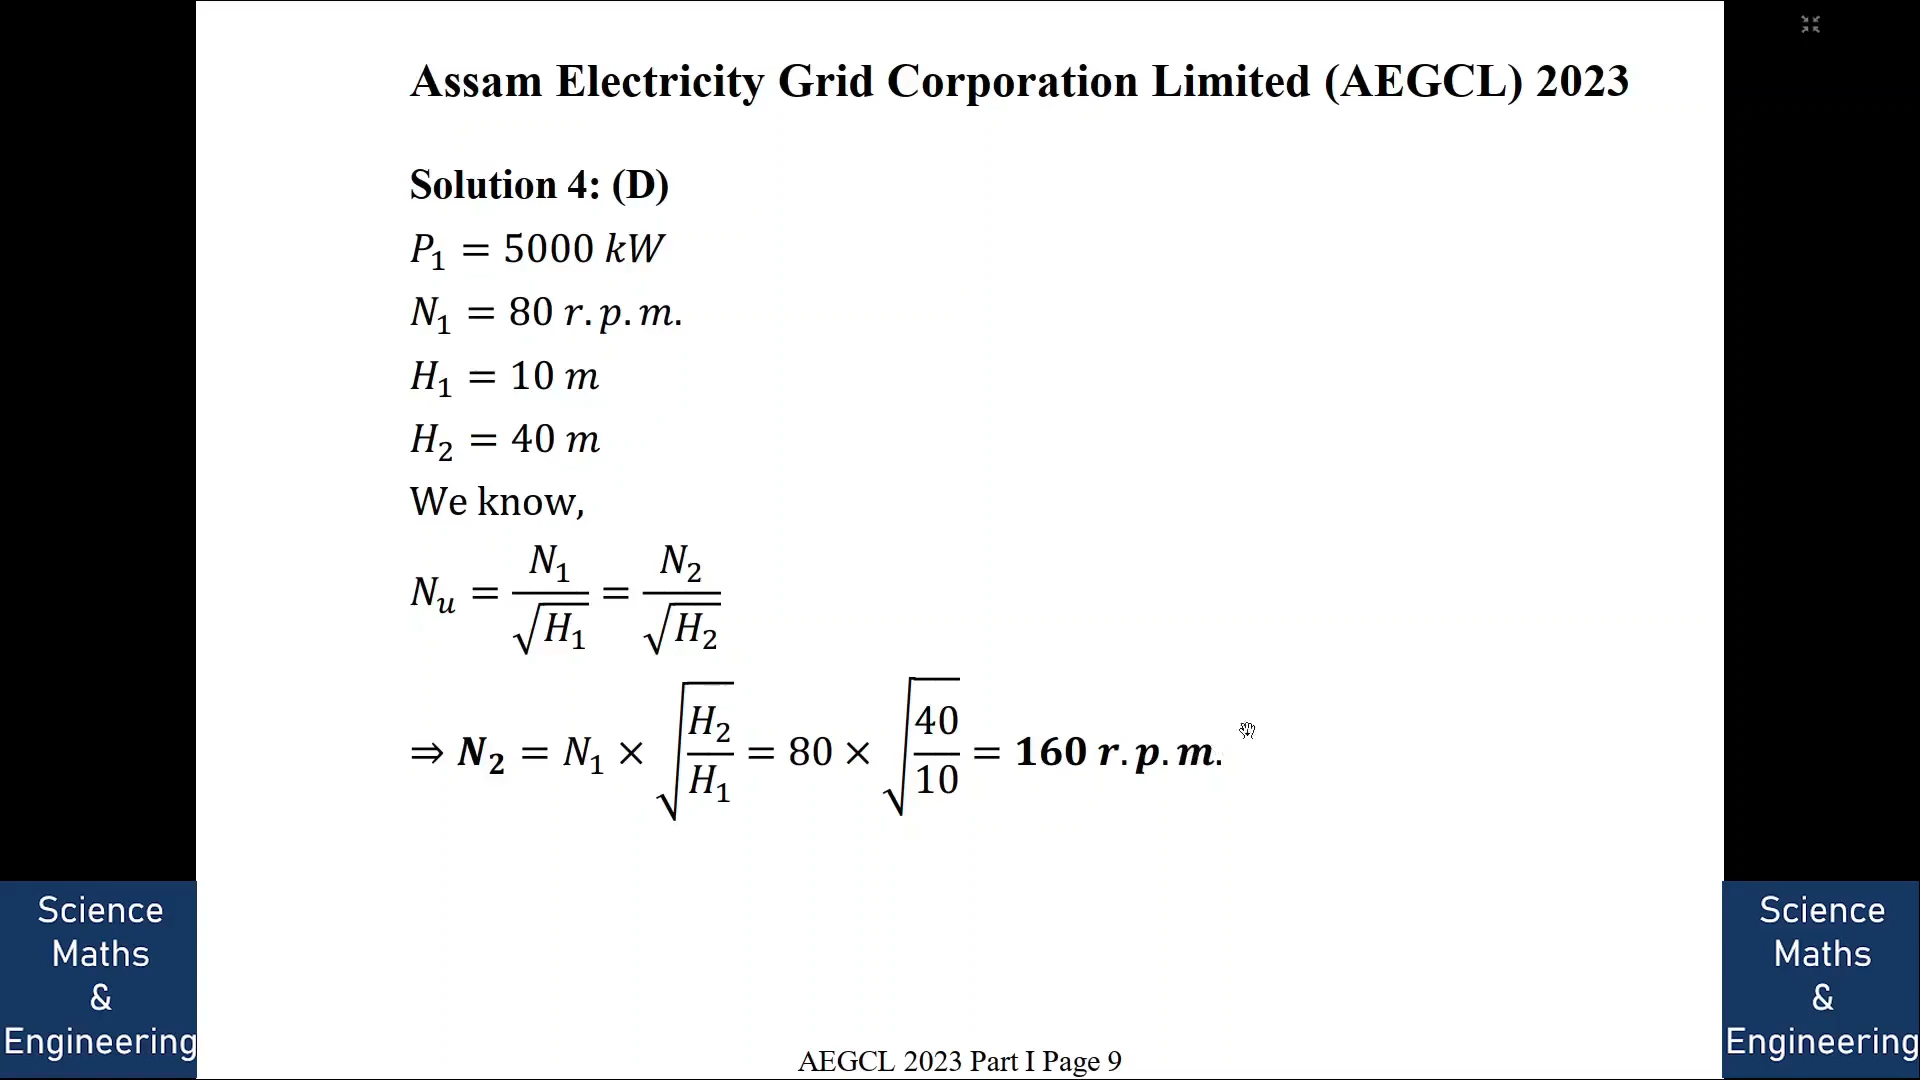 Assam Electricity Grid Corporation Limited (AEGCL) 2023
Solution 4: (D)
P₁ = 5000 kW
N₁ = 80 r.p.m.
H₁ = 10 m
H₂ = 40 m
We know,
Nᵤ = N₁/√H₁ = N₂/√H₂
⇒ N₂ = N₁ × √(H₂/H₁) = 80 × √(40/10) = 160 r.p.m.
Science
Maths
&
Engineering
Science
Maths
&
Engineering
AEGCL 2023 Part I Page 9